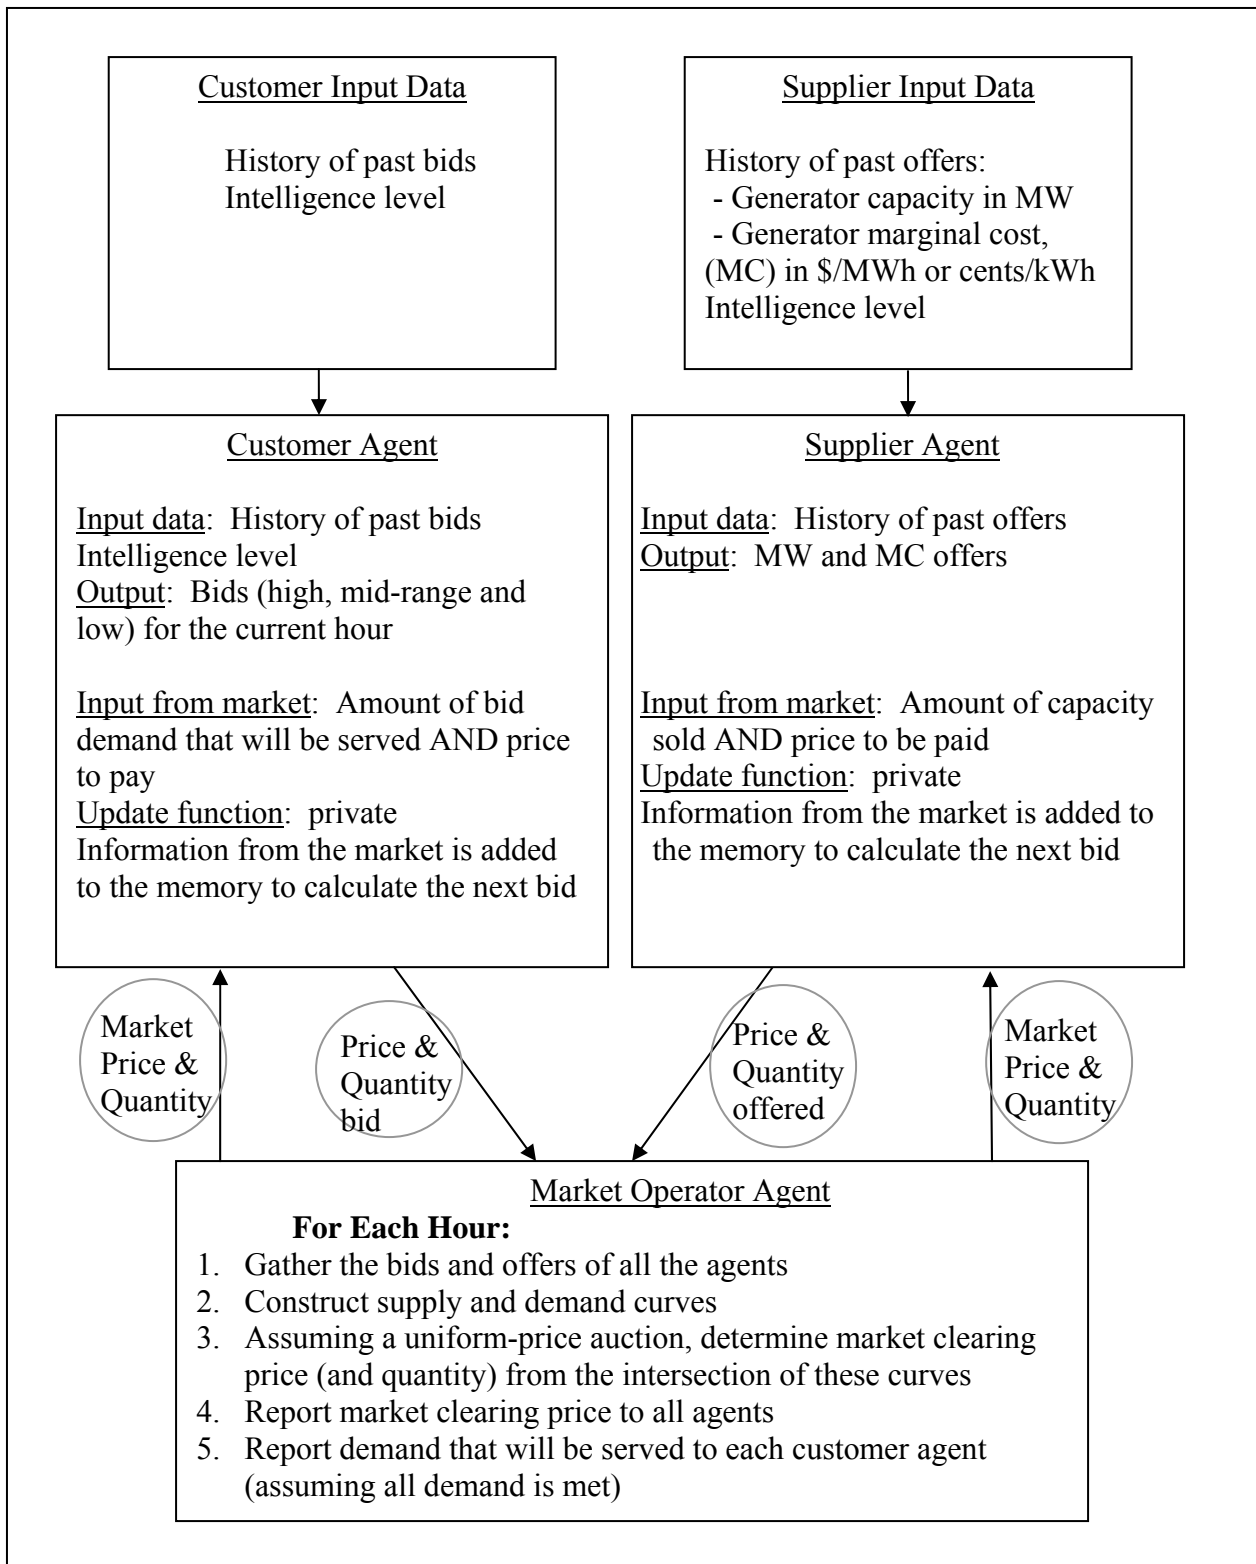 Customer Input Data
History of past bids
Intelligence level
Supplier Input Data
History of past offers:
- Generator capacity in MW
- Generator marginal cost,
(MC) in $/MWh or cents/kWh
Intelligence level
Customer Agent
Input data: History of past bids
Intelligence level
Output: Bids (high, mid-range and
low) for the current hour
Input from market: Amount of bid
demand that will be served AND price
to pay
Update function: private
Information from the market is added
to the memory to calculate the next bid
Supplier Agent
Input data: History of past offers
Output: MW and MC offers
Input from market: Amount of capacity
sold AND price to be paid
Update function: private
Information from the market is added to
the memory to calculate the next bid
Market
Price &
Quantity
Price &
Quantity
bid
Price &
Quantity
offered
Market
Price &
Quantity
Market Operator Agent
For Each Hour:
1. Gather the bids and offers of all the agents
2. Construct supply and demand curves
3. Assuming a uniform-price auction, determine market clearing
price (and quantity) from the intersection of these curves
4. Report market clearing price to all agents
5. Report demand that will be served to each customer agent
(assuming all demand is met)